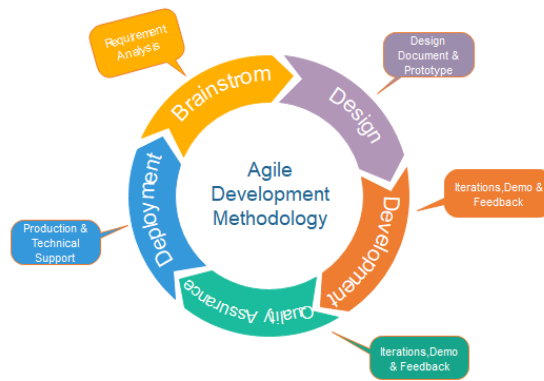 Requirement
Analysis
Brainstrom
Design
Document &
Prototype
Design
Agile
Development
Methodology
Iterations,Demo &
Feedback
Development
Deployment
Production &
Technical
Support
Quality Assurance
Iterations,Demo
& Feedback